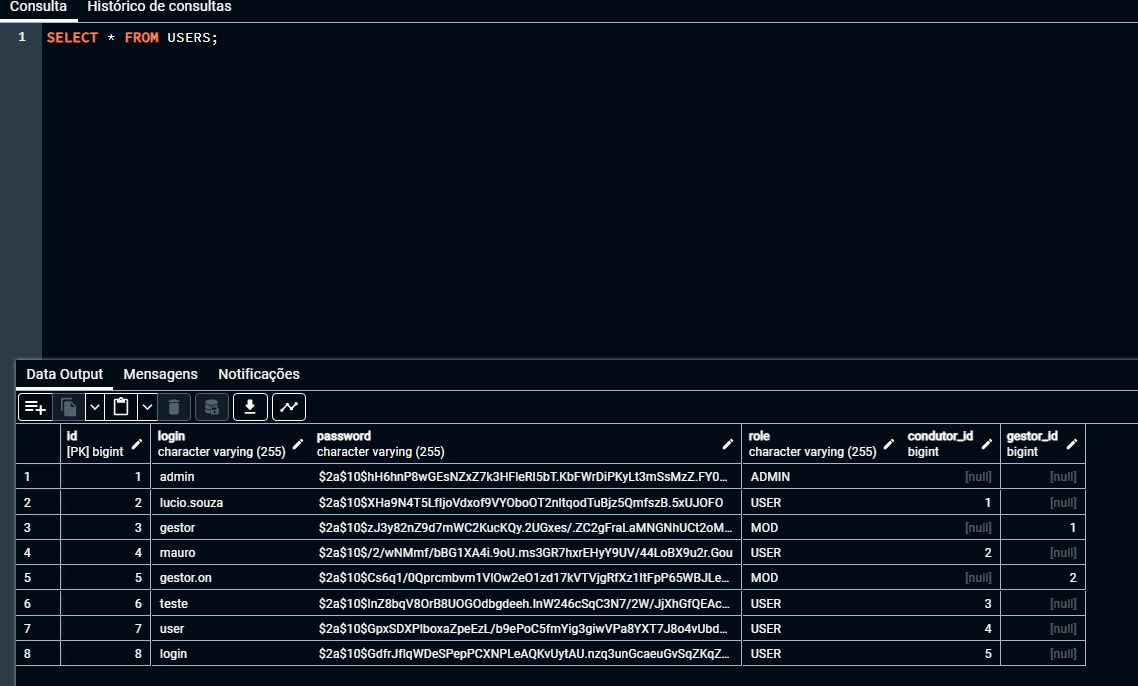 Consulta Histórico de consultas
1 SELECT * FROM USERS;
Data Output Mensagens Notificações
id login password role condutor_id gestor_id
[PK] bigint character varying (255) character varying (255) character varying (255) bigint bigint
1 1 admin $2a$10$hH6hnP8wGEsNZxZ7k3HFleRl5bT.KbFWrDiPKyLt3mSsMzZ.FY0... ADMIN [null] [null]
2 2 lucio.souza $2a$10$XHa9N4T5LfljoVdxof9VYOboOT2nltqodTuBjz5QmfszB.5xUJOFO USER 1 [null]
3 3 gestor $2a$10$zJ3y82nZ9d7mWC2KucKQy.2UGxes/.ZC2gFraLaMNGNhUCt2oM... MOD [null] 1
4 4 mauro $2a$10$/2/wNMmf/bBG1XA4i.9oU.ms3GR7hxrEHyY9UV/44LoBX9u2r.Gou USER 2 [null]
5 5 gestor.on $2a$10$Cs6q1/0Qprcmbvm1VlOw2eO1zd17kVTVjgRfXz1ltFpP65WBJLe... MOD [null] 2
6 6 teste $2a$10$lnZ8bqV8OrB8UOGOdbgdeeh.lnW246cSqC3N7/2W/JjXhGfQEAc... USER 3 [null]
7 7 user $2a$10$GpxSDXPlboxaZpeEzL/b9ePoC5fmYig3giwVPa8YXT7J8o4vUbd... USER 4 [null]
8 8 login $2a$10$GdfrJflqWDeSPepPCXNPLeAQKvUytAU.nzq3unGcaeuGvSqZKqZ... USER 5 [null]